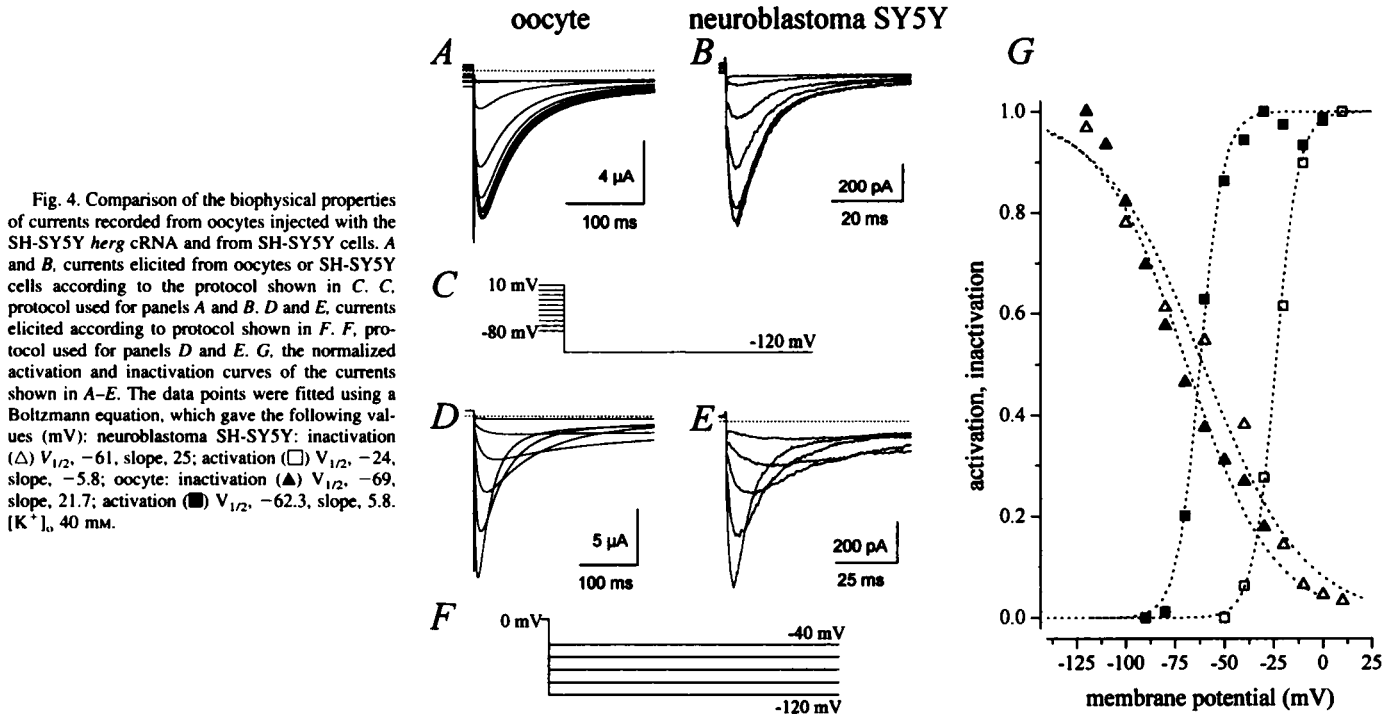 Fig. 4. Comparison of the biophysical properties
of currents recorded from oocytes injected with the
SH-SY5Y herg cRNA and from SH-SY5Y cells. A
and B, currents elicited from oocytes or SH-SY5Y
cells according to the protocol shown in C. C,
protocol used for panels A and B. D and E, currents
elicited according to protocol shown in F. F, pro-
tocol used for panels D and E. G, the normalized
activation and inactivation curves of the currents
shown in A–E. The data points were fitted using a
Boltzmann equation, which gave the following val-
ues (mV): neuroblastoma SH-SY5Y: inactivation
(△) V1/2, −61, slope, 25; activation (□) V1/2, −24,
slope, −5.8; oocyte: inactivation (▲) V1/2, −69,
slope, 21.7; activation (■) V1/2, −62.3, slope, 5.8.
[K+]o, 40 mM.
oocyte
neuroblastoma SY5Y
A
4 µA
100 ms
B
200 pA
20 ms
C
10 mV
-80 mV
-120 mV
D
5 µA
100 ms
E
200 pA
25 ms
F
0 mV
-40 mV
-120 mV
G
activation, inactivation
1.0
0.8
0.6
0.4
0.2
0.0
-125 -100 -75 -50 -25 0 25
membrane potential (mV)